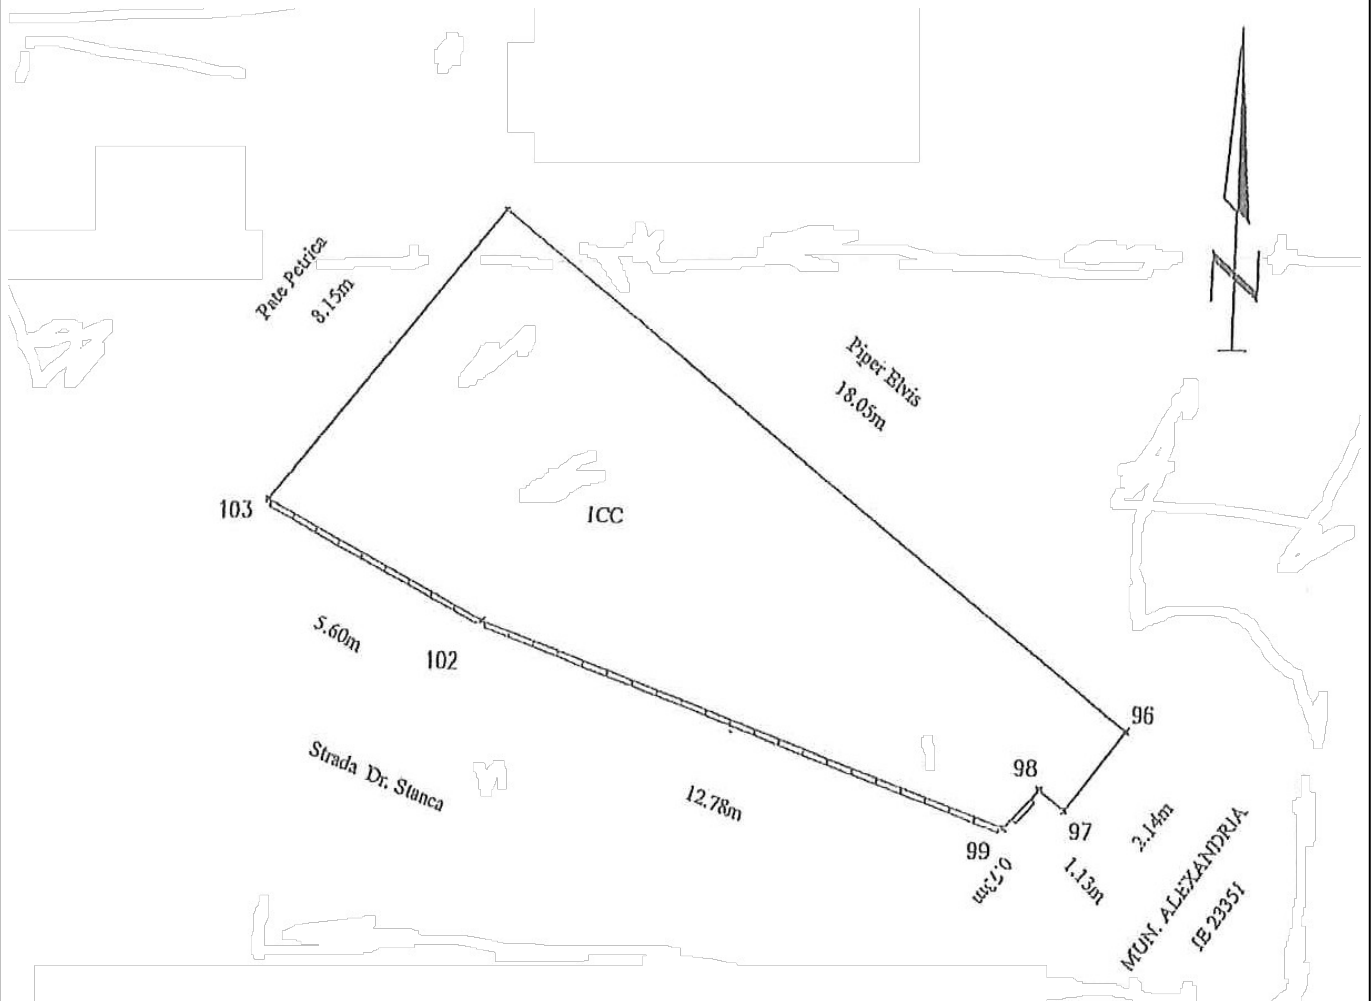 N
Pate Petrica
8.15m
Piper Elvis
18.05m
103
ICC
5.60m
102
96
98
Strada Dr. Stanca
12.78m
97
99
0.73m
1.13m
2.14m
MUN. ALEXANDRIA
IE 23351